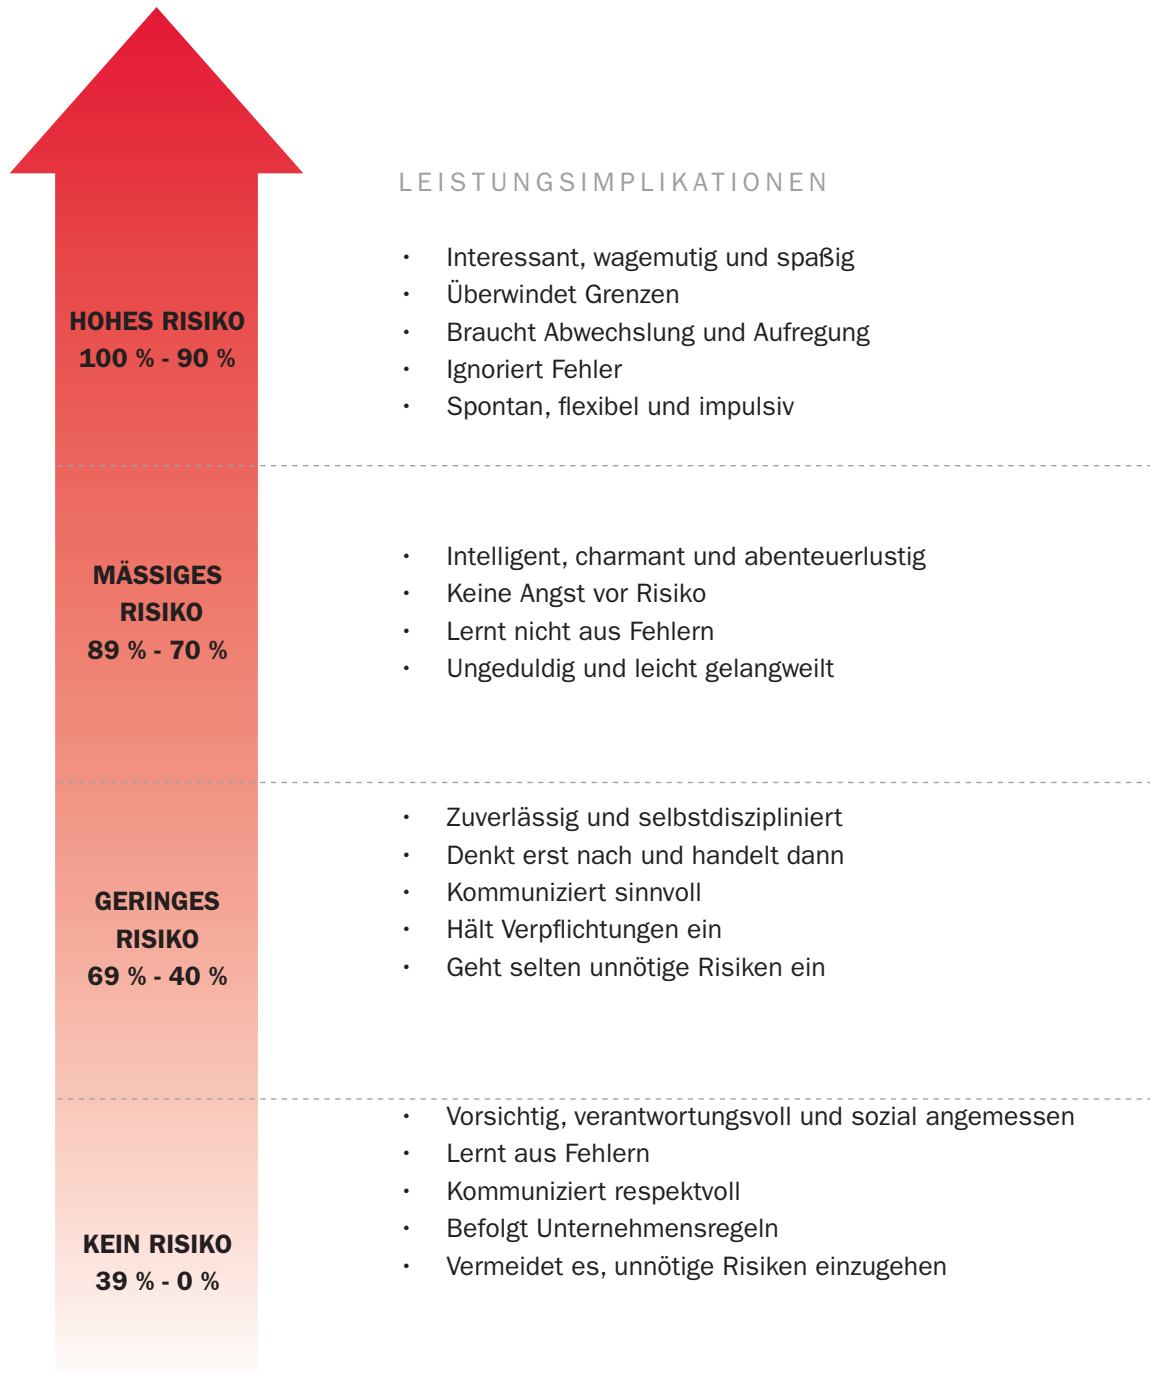 LEISTUNGSIMPLIKATIONEN
HOHES RISIKO
100 % - 90 %
• Interessant, wagemutig und spaßig
• Überwindet Grenzen
• Braucht Abwechslung und Aufregung
• Ignoriert Fehler
• Spontan, flexibel und impulsiv
MÄSSIGES
RISIKO
89 % - 70 %
• Intelligent, charmant und abenteuerlustig
• Keine Angst vor Risiko
• Lernt nicht aus Fehlern
• Ungeduldig und leicht gelangweilt
GERINGES
RISIKO
69 % - 40 %
• Zuverlässig und selbstdiszipliniert
• Denkt erst nach und handelt dann
• Kommuniziert sinnvoll
• Hält Verpflichtungen ein
• Geht selten unnötige Risiken ein
KEIN RISIKO
39 % - 0 %
• Vorsichtig, verantwortungsvoll und sozial angemessen
• Lernt aus Fehlern
• Kommuniziert respektvoll
• Befolgt Unternehmensregeln
• Vermeidet es, unnötige Risiken einzugehen